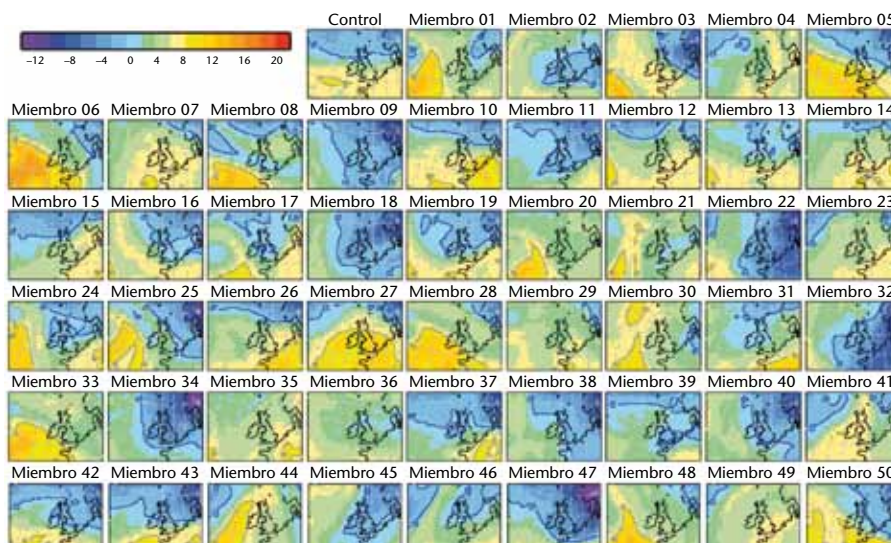 Control Miembro 01 Miembro 02 Miembro 03 Miembro 04 Miembro 05
−12 −8 −4 0 4 8 12 16 20
Miembro 06 Miembro 07 Miembro 08 Miembro 09 Miembro 10 Miembro 11 Miembro 12 Miembro 13 Miembro 14
Miembro 15 Miembro 16 Miembro 17 Miembro 18 Miembro 19 Miembro 20 Miembro 21 Miembro 22 Miembro 23
Miembro 24 Miembro 25 Miembro 26 Miembro 27 Miembro 28 Miembro 29 Miembro 30 Miembro 31 Miembro 32
Miembro 33 Miembro 34 Miembro 35 Miembro 36 Miembro 37 Miembro 38 Miembro 39 Miembro 40 Miembro 41
Miembro 42 Miembro 43 Miembro 44 Miembro 45 Miembro 46 Miembro 47 Miembro 48 Miembro 49 Miembro 50